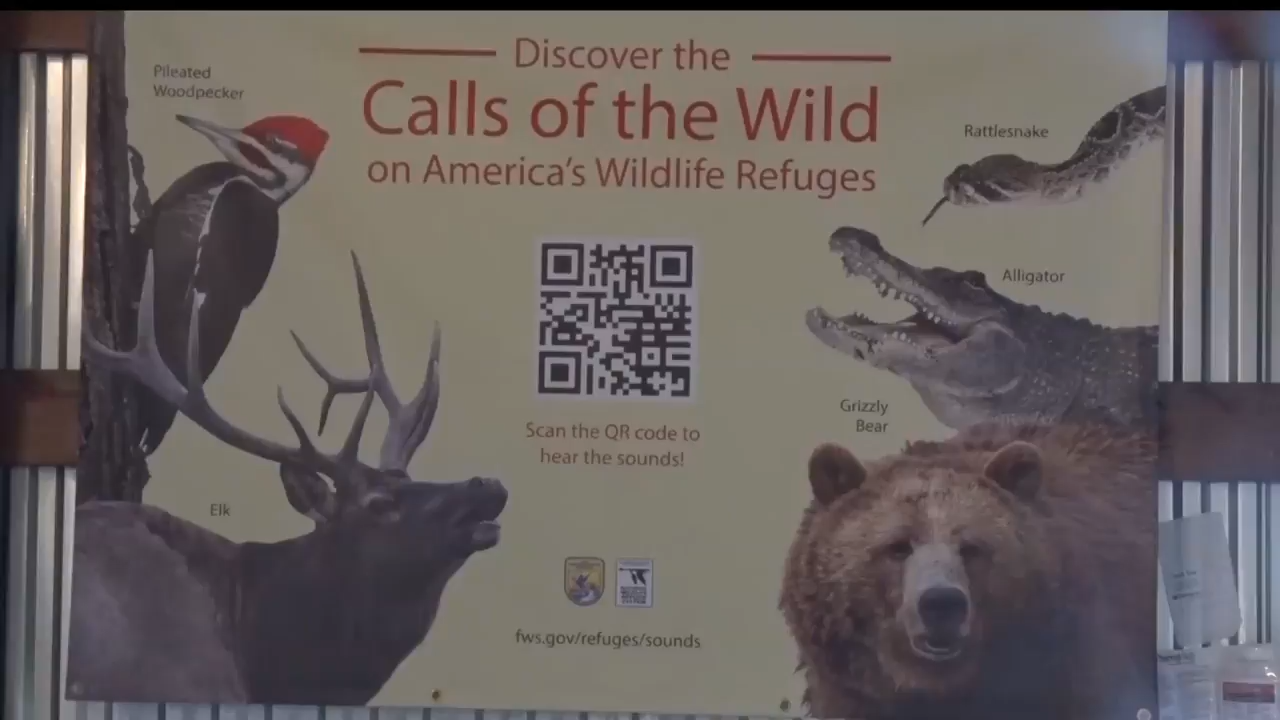 Discover the
Calls of the Wild
on America's Wildlife Refuges
Pileated
Woodpecker
Rattlesnake
Alligator
Grizzly
Bear
Elk
Scan the QR code to
hear the sounds!
fws.gov/refuges/sounds